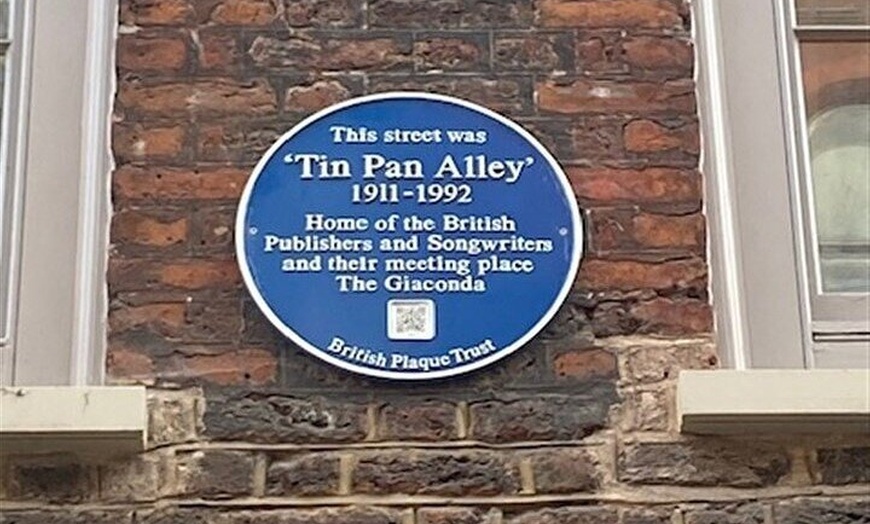 This street was
‘Tin Pan Alley’
1911-1992
Home of the British
Publishers and Songwriters
and their meeting place
The Giaconda
British Plaque Trust